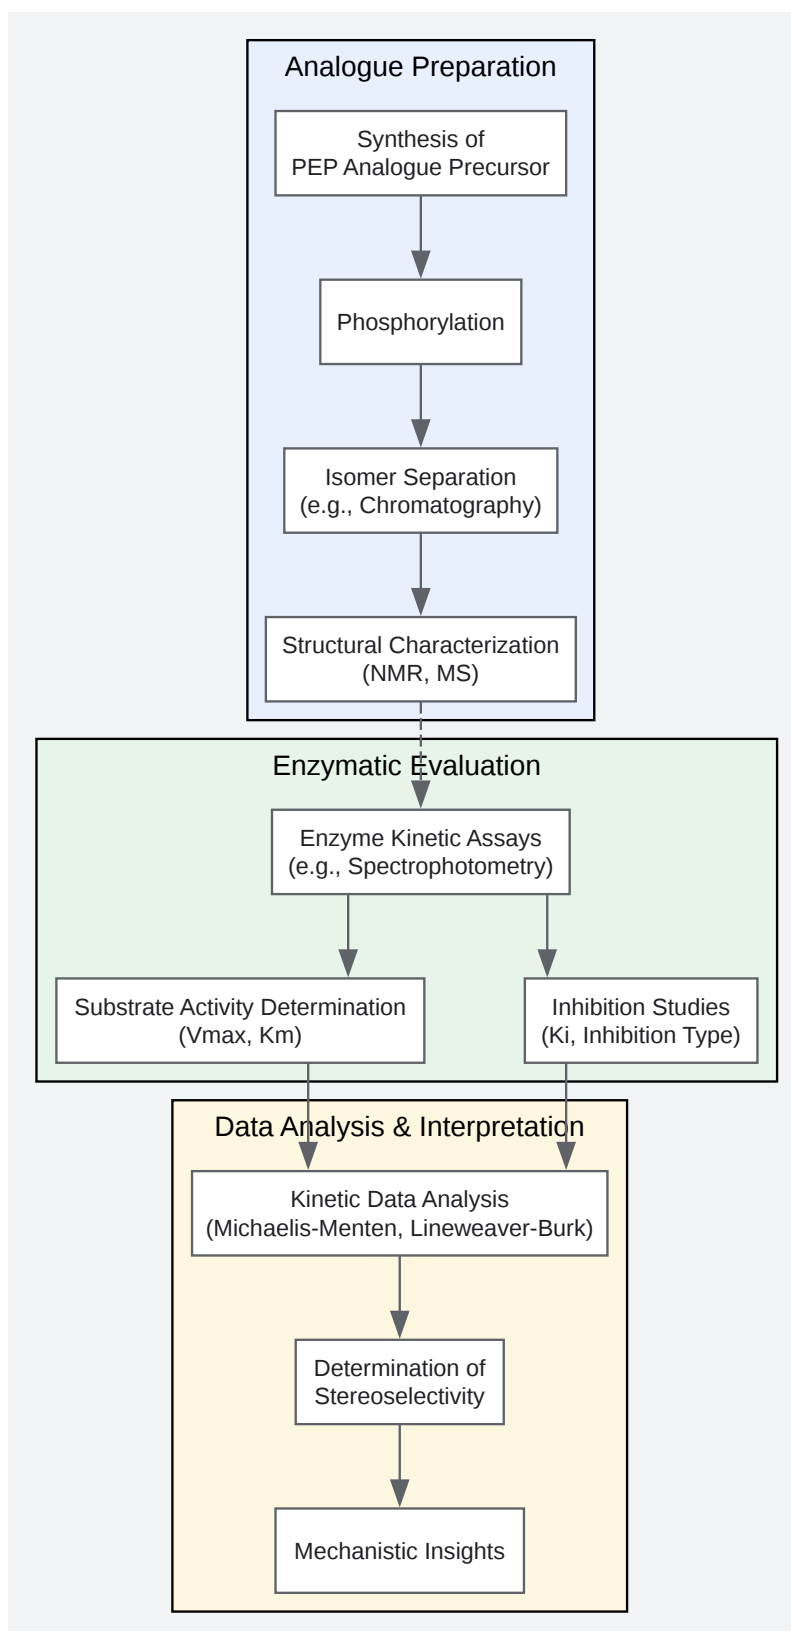 Analogue Preparation
Synthesis of
PEP Analogue Precursor
Phosphorylation
Isomer Separation
(e.g., Chromatography)
Structural Characterization
(NMR, MS)
Enzymatic Evaluation
Enzyme Kinetic Assays
(e.g., Spectrophotometry)
Substrate Activity Determination
(Vmax, Km)
Inhibition Studies
(Ki, Inhibition Type)
Data Analysis & Interpretation
Kinetic Data Analysis
(Michaelis-Menten, Lineweaver-Burk)
Determination of
Stereoselectivity
Mechanistic Insights